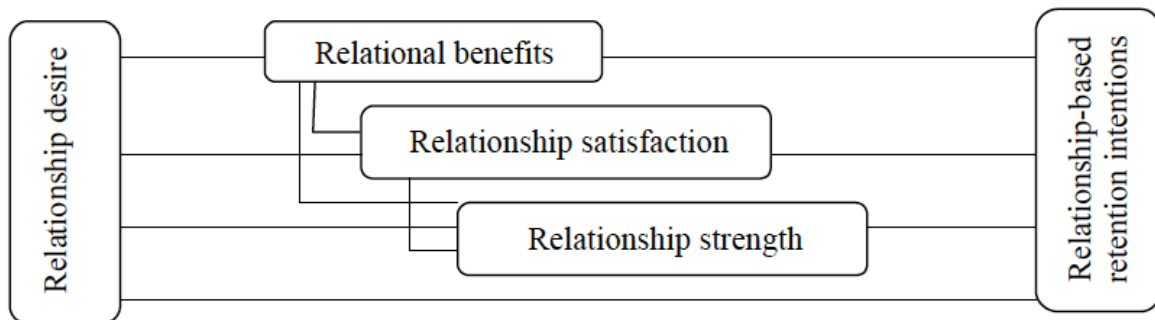 Relationship desire
Relational benefits
Relationship satisfaction
Relationship strength
Relationship-based
retention intentions